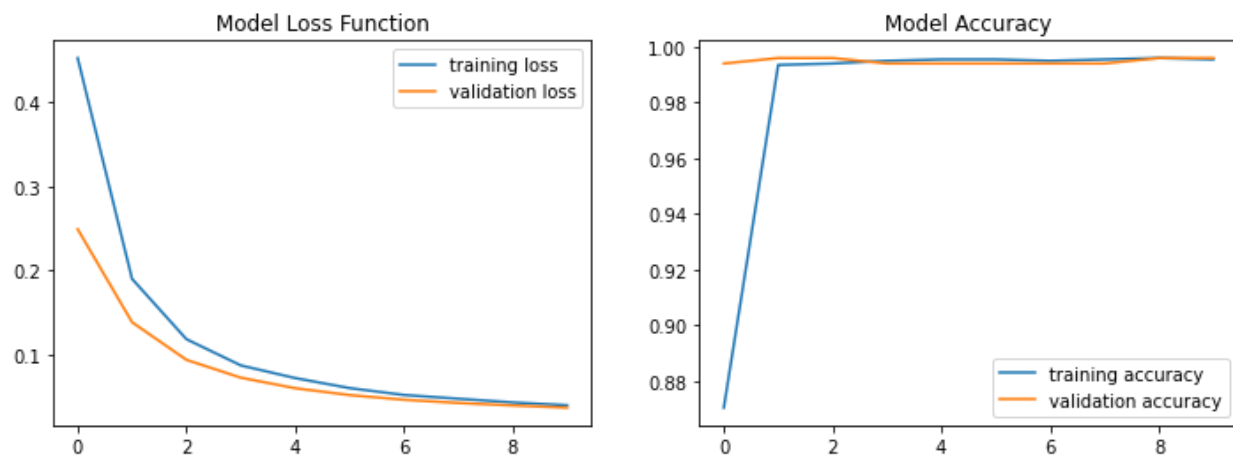 Model Loss Function
training loss
validation loss
0.4
0.3
0.2
0.1
0 2 4 6 8
Model Accuracy
1.00
0.98
0.96
0.94
0.92
0.90
0.88
training accuracy
validation accuracy
0 2 4 6 8